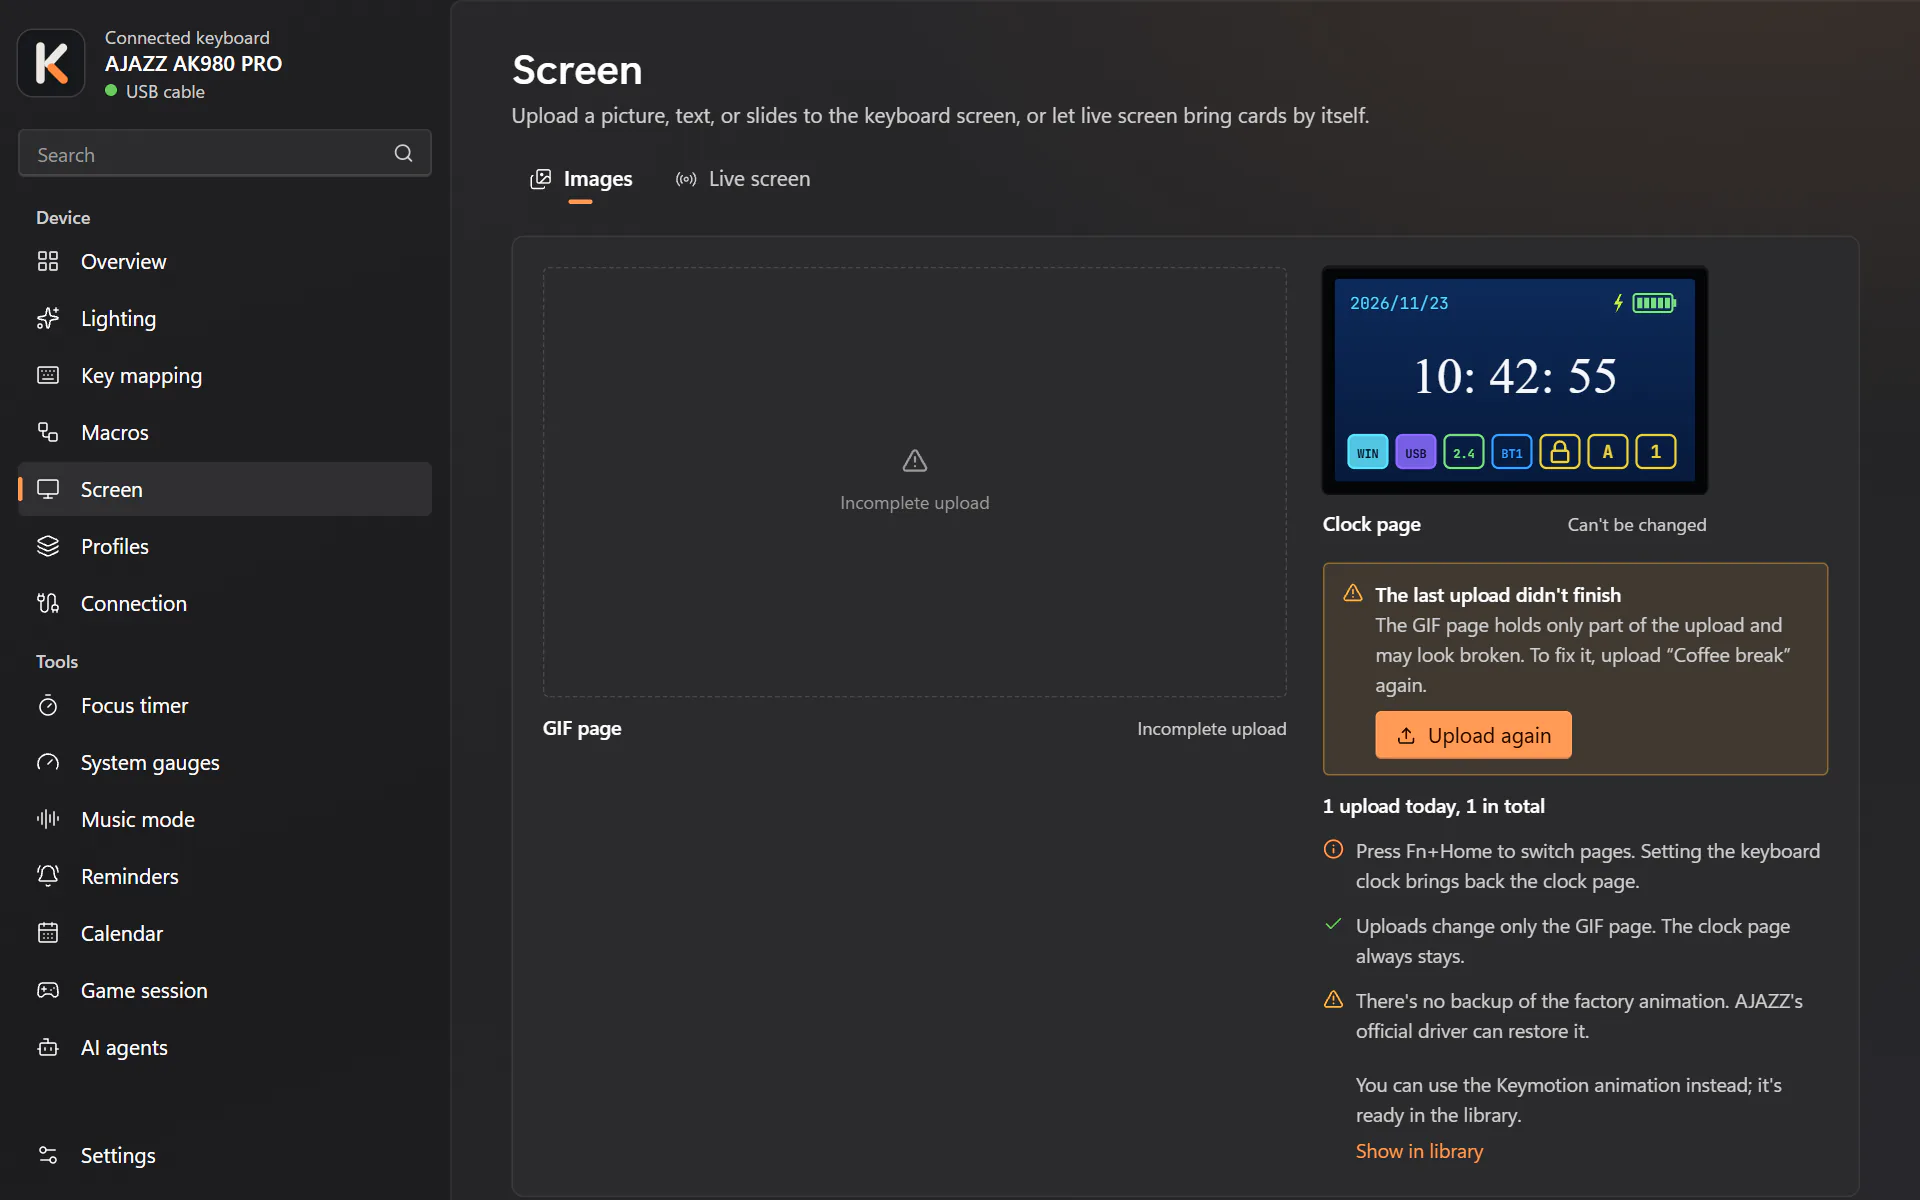 Connected keyboard
AJAZZ AK980 PRO
USB cable
Search
Device
Overview
Lighting
Key mapping
Macros
Screen
Profiles
Connection
Tools
Focus timer
System gauges
Music mode
Reminders
Calendar
Game session
AI agents
Settings
Screen
Upload a picture, text, or slides to the keyboard screen, or let live screen bring cards by itself.
Images
Live screen
Incomplete upload
GIF page
Incomplete upload
2026/11/23
10: 42: 55
WIN
USB
2.4
BT1
A
1
Clock page
Can't be changed
The last upload didn't finish
The GIF page holds only part of the upload and
may look broken. To fix it, upload “Coffee break”
again.
Upload again
1 upload today, 1 in total
Press Fn+Home to switch pages. Setting the keyboard
clock brings back the clock page.
Uploads change only the GIF page. The clock page
always stays.
There's no backup of the factory animation. AJAZZ's
official driver can restore it.
You can use the Keymotion animation instead; it's
ready in the library.
Show in library